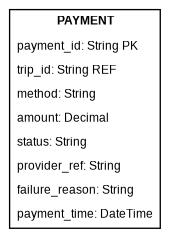 PAYMENT
payment_id: String PK
trip_id: String REF
method: String
amount: Decimal
status: String
provider_ref: String
failure_reason: String
payment_time: DateTime